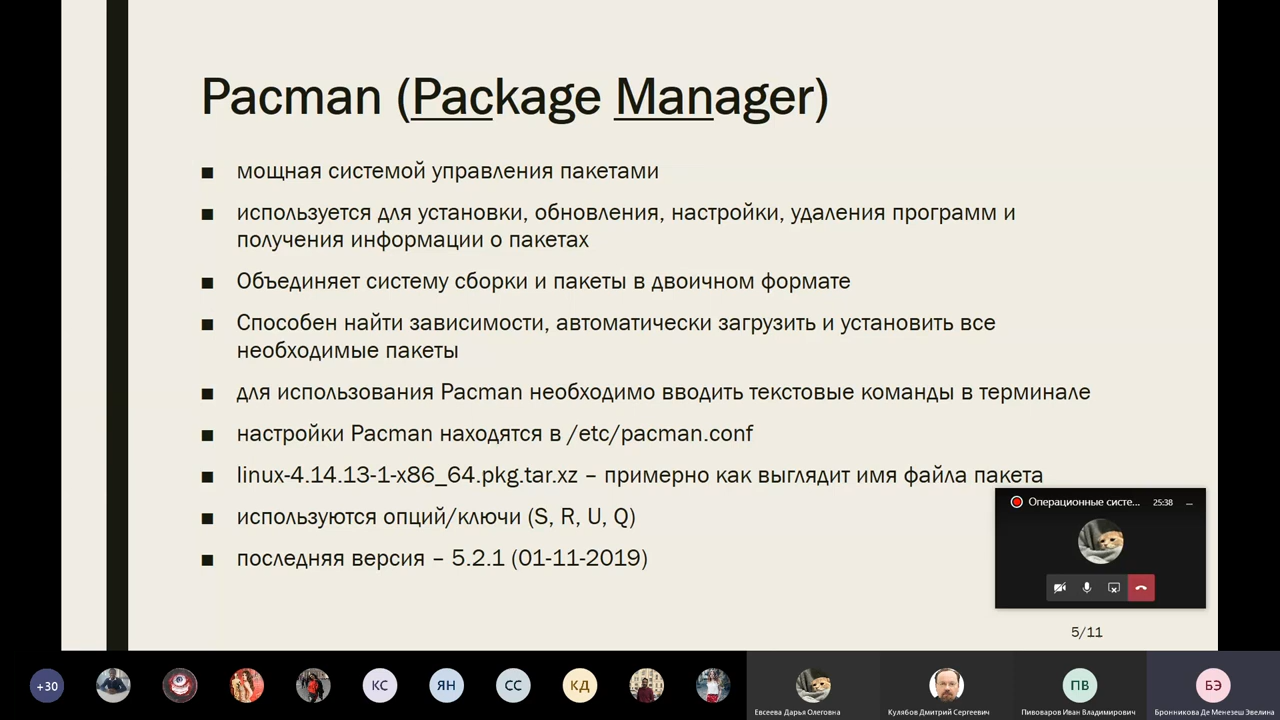 Pacman (Package Manager)
■ мощная системой управления пакетами
■ используется для установки, обновления, настройки, удаления программ и
получения информации о пакетах
■ Объединяет систему сборки и пакеты в двоичном формате
■ Способен найти зависимости, автоматически загрузить и установить все
необходимые пакеты
■ для использования Pacman необходимо вводить текстовые команды в терминале
■ настройки Pacman находятся в /etc/pacman.conf
■ linux-4.14.13-1-x86_64.pkg.tar.xz – примерно как выглядит имя файла пакета
■ используются опций/ключи (S, R, U, Q)
■ последняя версия – 5.2.1 (01-11-2019)
Операционные систе... 25:38
5/11
+30 КС ЯН СС КД ПВ БЭ
Евсеева Дарья Олеговна Кулябов Дмитрий Сергеевич Пивоваров Иван Владимирович Бронникова Де Менезеш Эвелина